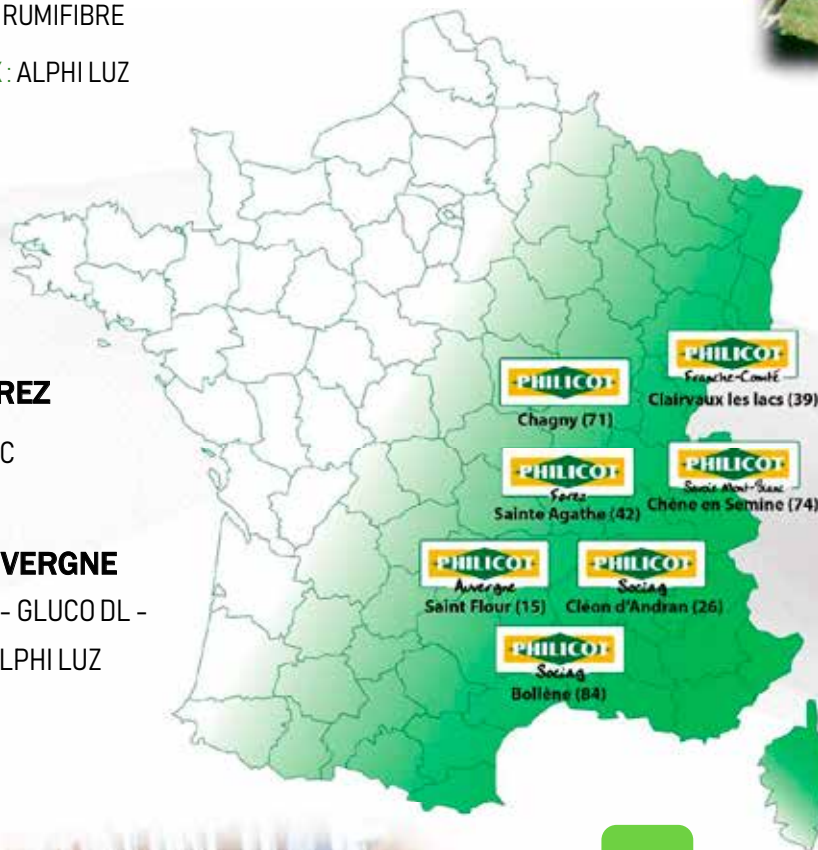 RUMIFIBRE
: ALPHI LUZ
REZ
C
VERGNE
- GLUCO DL -
LPHI LUZ
PHILICOT
Chagny (71)
PHILICOT
Franche-Comté
Clairvaux les lacs (39)
PHILICOT
Forez
Sainte Agathe (42)
PHILICOT
Savoie Mont-Blanc
Chêne en Semine (74)
PHILICOT
Auvergne
Saint Flour (15)
PHILICOT
Sociag
Cléon d'Andran (26)
PHILICOT
Sociag
Bollène (84)